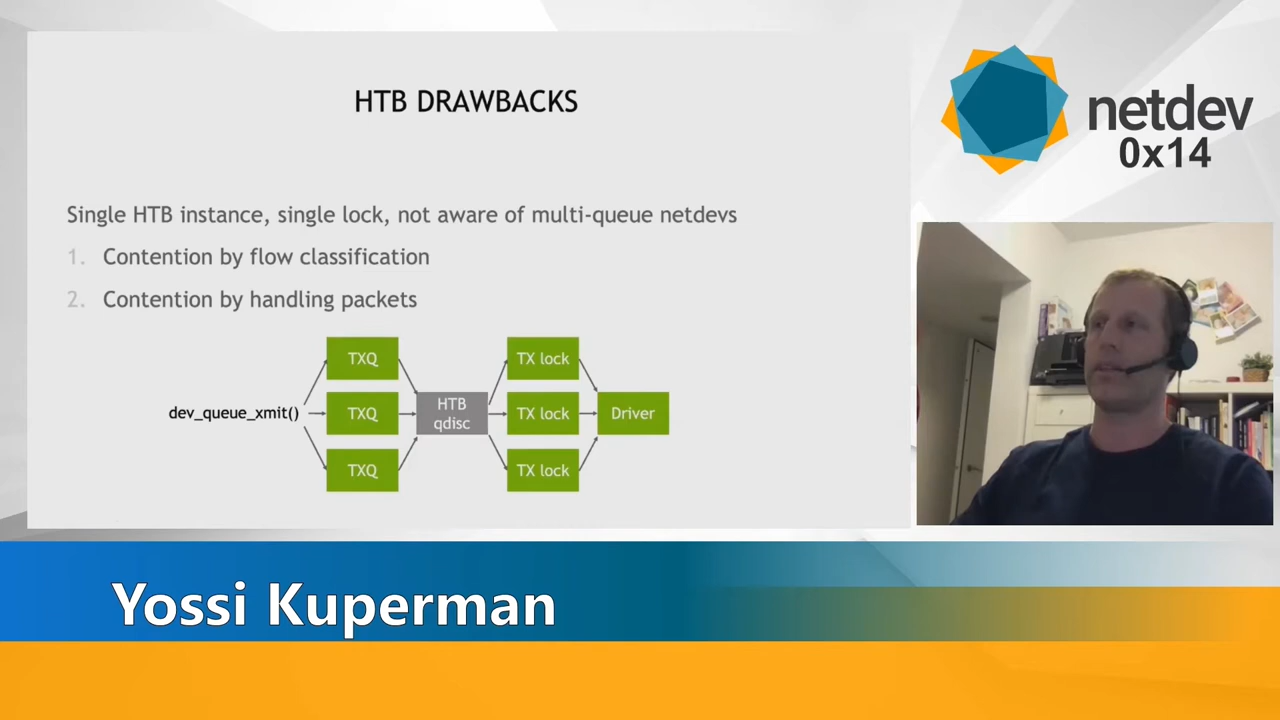 HTB DRAWBACKS
Single HTB instance, single lock, not aware of multi-queue netdevs
1. Contention by flow classification
2. Contention by handling packets
dev_queue_xmit()
TXQ
TXQ
TXQ
HTB
qdisc
TX lock
TX lock
TX lock
Driver
netdev
0x14
Yossi Kuperman